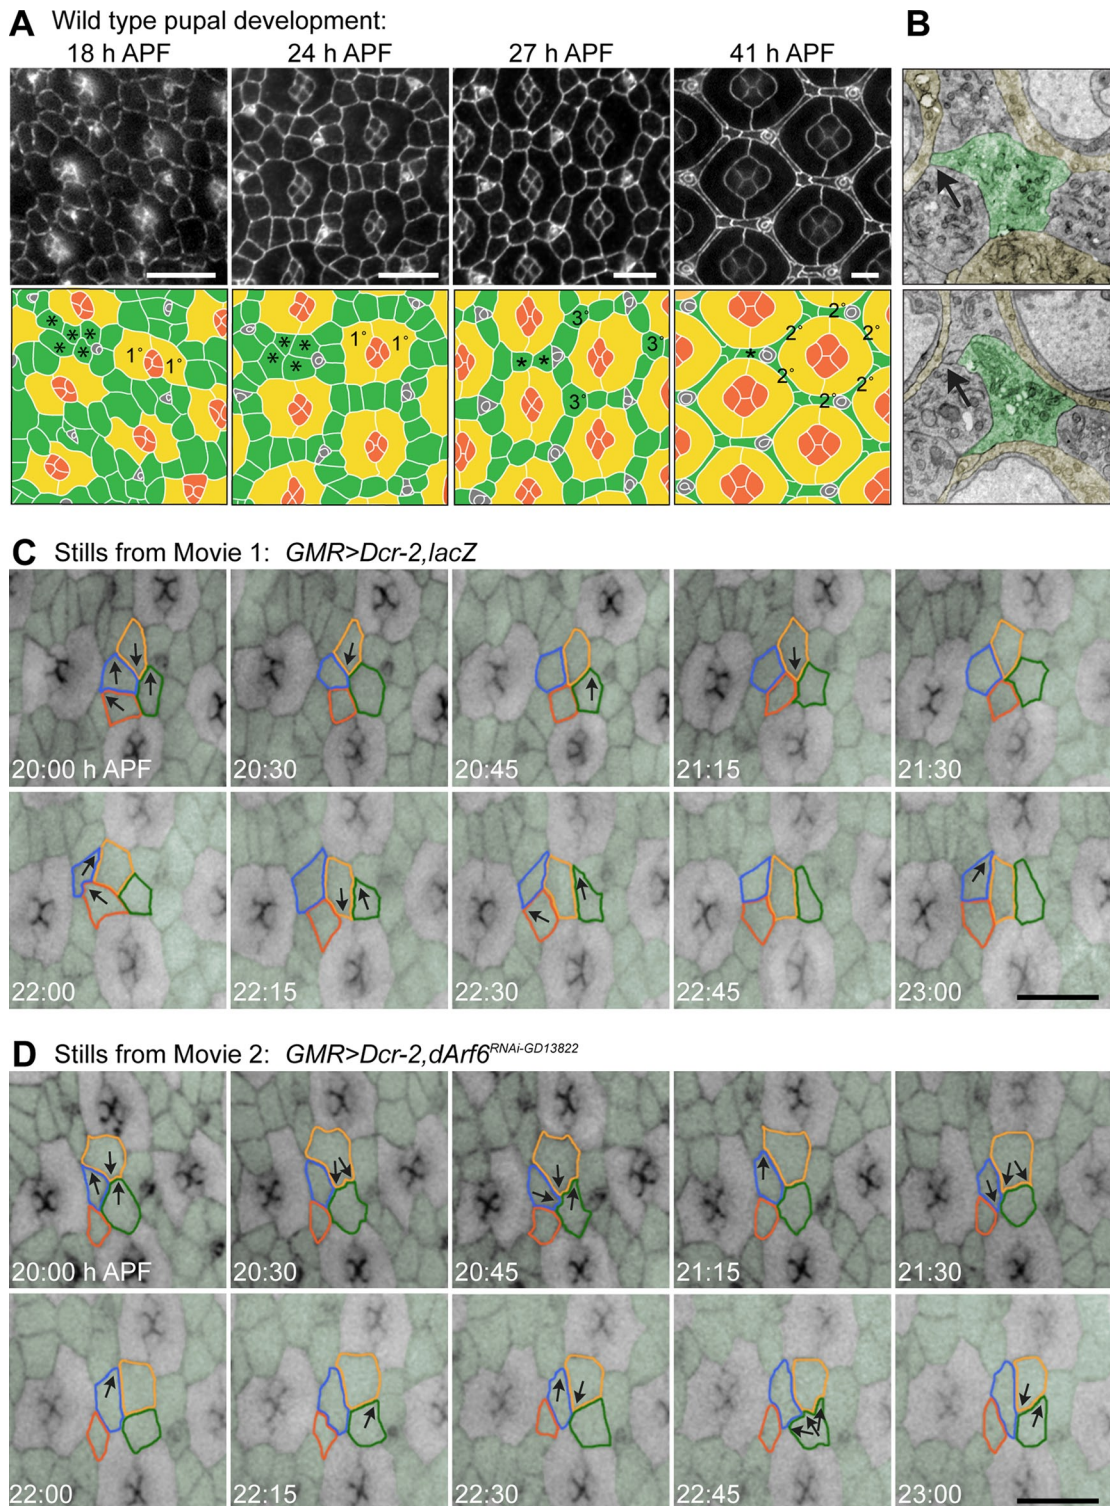 A Wild type pupal development:
B
18 h APF
24 h APF
27 h APF
41 h APF
* * * * *
1° 1°
* * * * *
1° 1°
3° 3°
* *
3°
2° 2°
2°
*
2° 2°
2°
C Stills from Movie 1: GMR>Dcr-2,lacZ
20:00 h APF
20:30
20:45
21:15
21:30
22:00
22:15
22:30
22:45
23:00
D Stills from Movie 2: GMR>Dcr-2,dArf6RNAi-GD13822
20:00 h APF
20:30
20:45
21:15
21:30
22:00
22:15
22:30
22:45
23:00